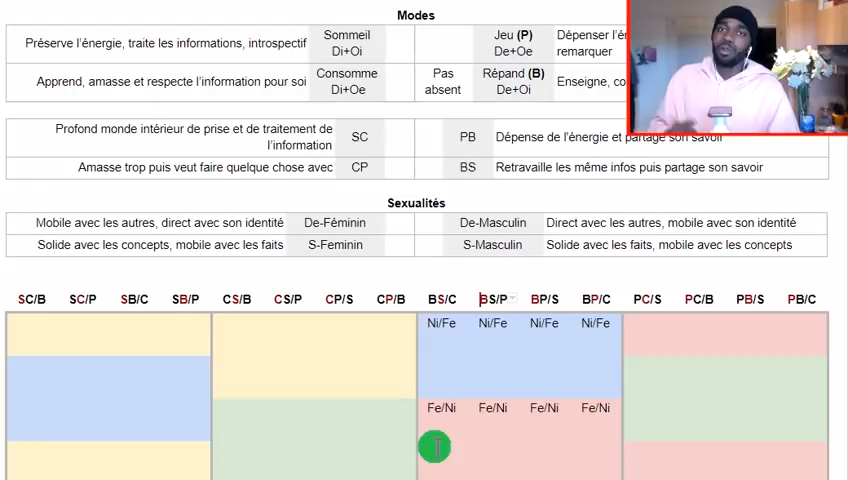 Modes
Préserve l'énergie, traite les informations, introspectif
Sommeil
Di+Oi
Jeu (P)
De+Oe
Dépenser
remarquer
Apprend, amasse et respecte l'information pour soi
Consomme
Di+Oe
Pas
absent
Répand (B)
De+Oi
Enseigne,
Profond monde intérieur de prise et de traitement de
l'information
SC
PB
Dépense de l'énergie et partage son savoir
Amasse trop puis veut faire quelque chose avec
CP
BS
Retravaille les même infos puis partage son savoir
Sexualités
Mobile avec les autres, direct avec son identité
De-Féminin
De-Masculin
Direct avec les autres, mobile avec son identité
Solide avec les concepts, mobile avec les faits
S-Feminin
S-Masculin
Solide avec les faits, mobile avec les concepts
SC/B SC/P SB/C SB/P CS/B CS/P CP/S CP/B BS/C BS/P BP/S BP/C PC/S PC/B PB/S PB/C
Ni/Fe Ni/Fe Ni/Fe Ni/Fe
Fe/Ni Fe/Ni Fe/Ni Fe/Ni